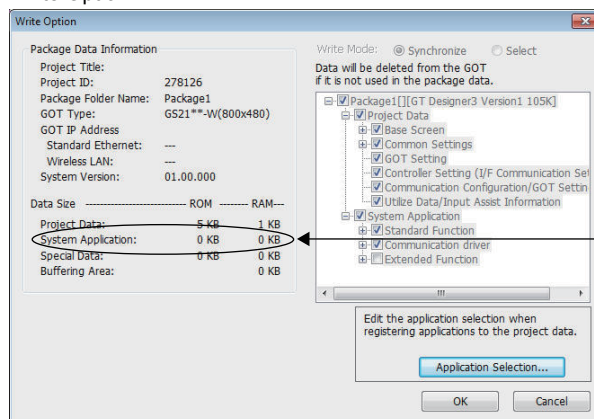 Write Option
Package Data Information
Project Title:
Project ID: 278126
Package Folder Name: Package1
GOT Type: GS21**-W(800x480)
GOT IP Address
Standard Ethernet: ---
Wireless LAN: ---
System Version: 01.00.000
Data Size ------------------------- ROM -------- RAM---
Project Data: 5 KB 1 KB
System Application: 0 KB 0 KB
Special Data: 0 KB 0 KB
Buffering Area: 0 KB
Write Mode: Synchronize Select
Data will be deleted from the GOT
if it is not used in the package data.
Package1[][GT Designer3 Version1 105K]
Project Data
Base Screen
Common Settings
GOT Setting
Controller Setting (I/F Communication Set
Communication Configuration/GOT Settin
Utilize Data/Input Assist Information
System Application
Standard Function
Communication driver
Extended Function
Edit the application selection when
registering applications to the project data.
Application Selection...
OK Cancel